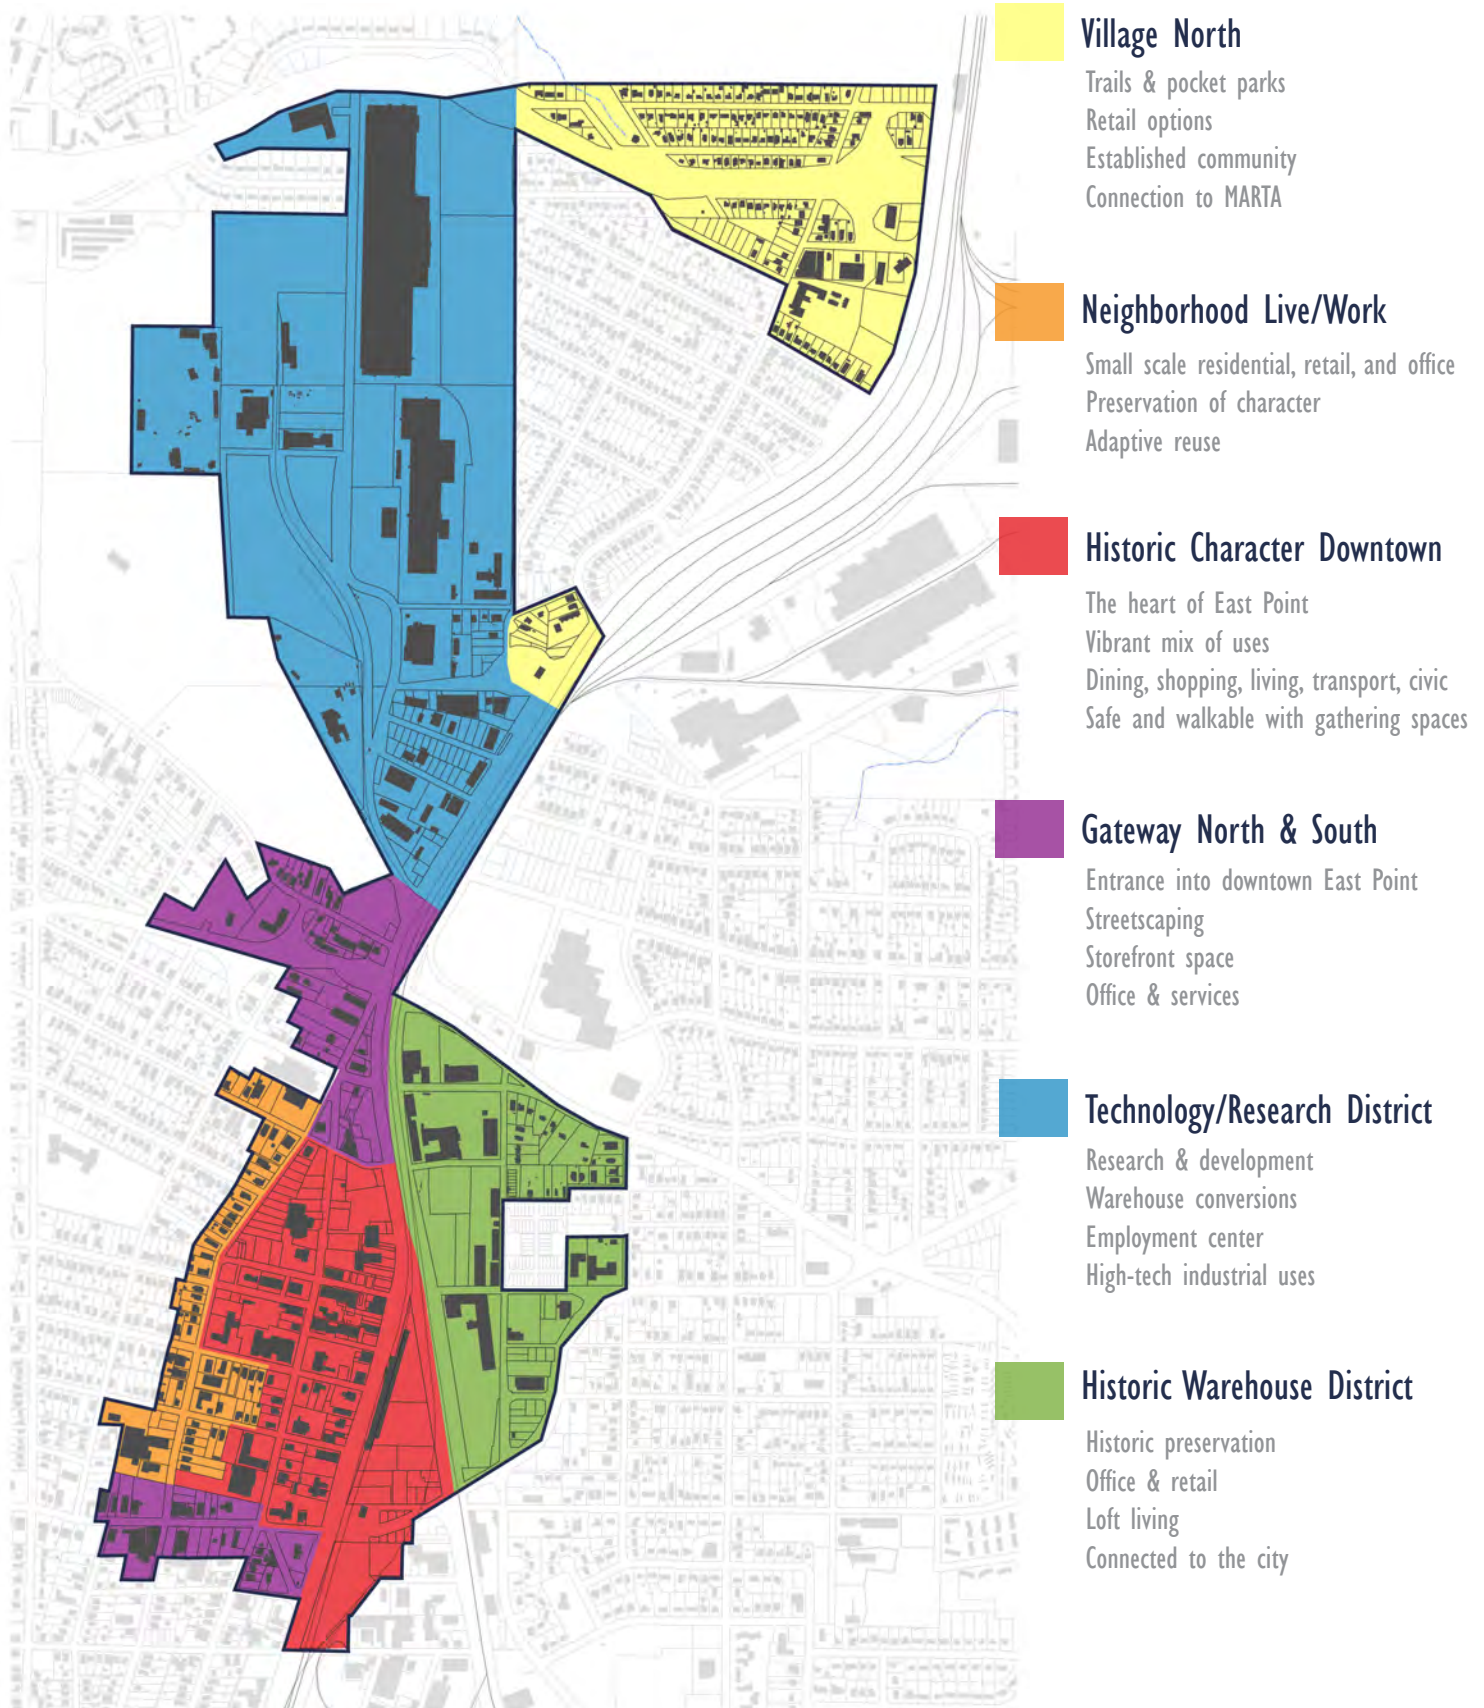 Village North
Trails & pocket parks
Retail options
Established community
Connection to MARTA
Neighborhood Live/Work
Small scale residential, retail, and office
Preservation of character
Adaptive reuse
Historic Character Downtown
The heart of East Point
Vibrant mix of uses
Dining, shopping, living, transport, civic
Safe and walkable with gathering spaces
Gateway North & South
Entrance into downtown East Point
Streetscaping
Storefront space
Office & services
Technology/Research District
Research & development
Warehouse conversions
Employment center
High-tech industrial uses
Historic Warehouse District
Historic preservation
Office & retail
Loft living
Connected to the city